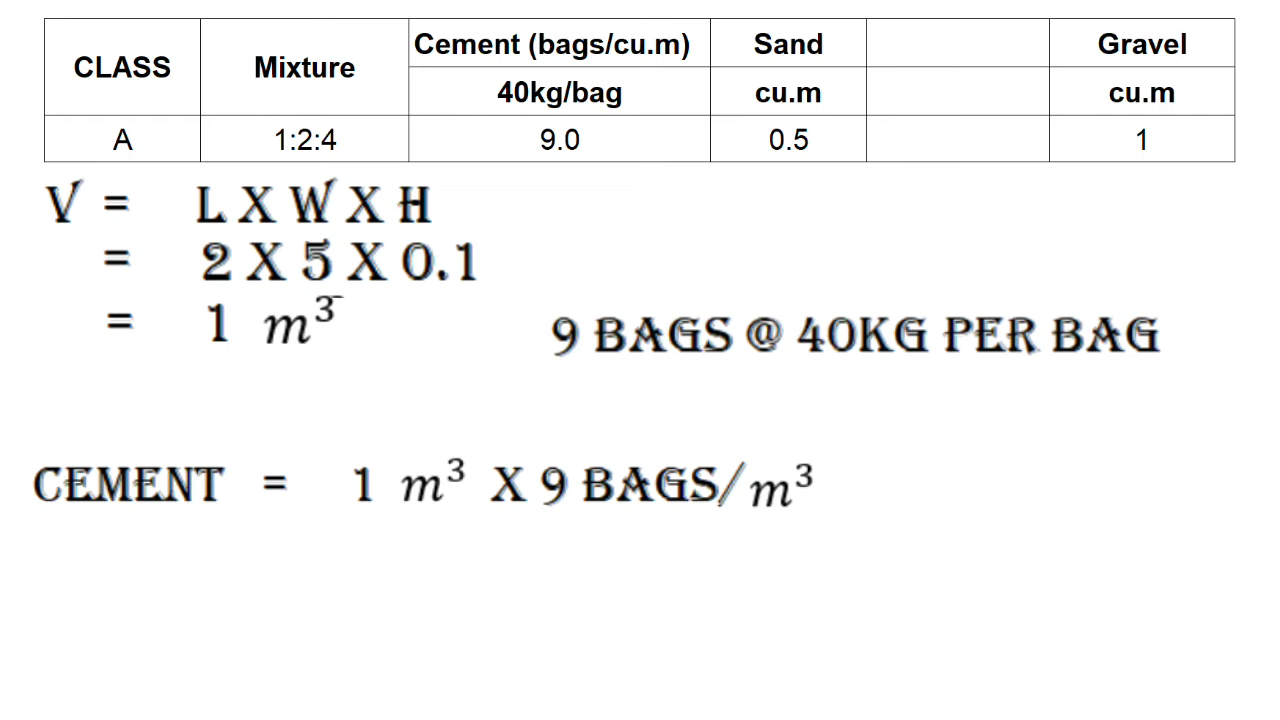 CLASS Mixture Cement (bags/cu.m) Sand Gravel
40kg/bag cu.m cu.m
A 1:2:4 9.0 0.5 1
V = L X W X H
= 2 X 5 X 0.1
= 1 m³
9 BAGS @ 40KG PER BAG
CEMENT = 1 m³ X 9 BAGS/m³